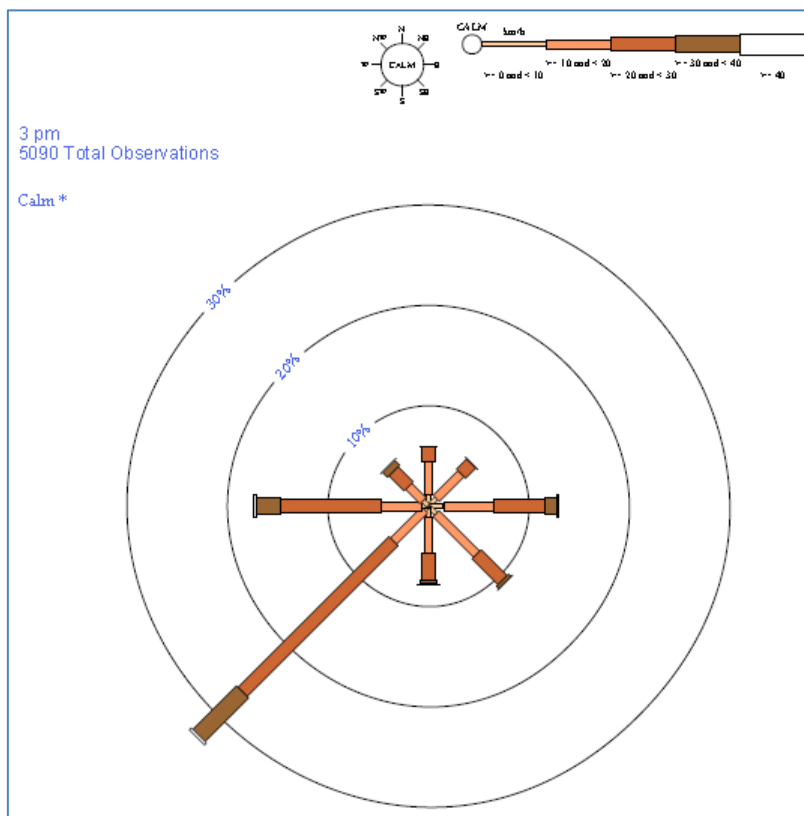 CALM
km/h
N
NW NE
W CALM E
SW SE
S
>= 0 and < 10
>= 10 and < 20
>= 20 and < 30
>= 30 and < 40
>= 40
3 pm
5090 Total Observations
Calm *
30%
20%
10%